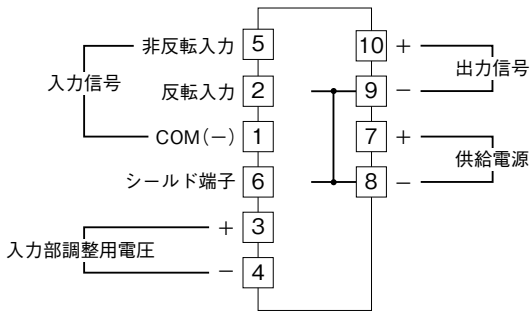 非反転入力 5
反転入力 2
入力信号
COM(−) 1
シールド端子 6
+ 3
入力部調整用電圧
− 4
10 +
出力信号
9 −
7 +
供給電源
8 −